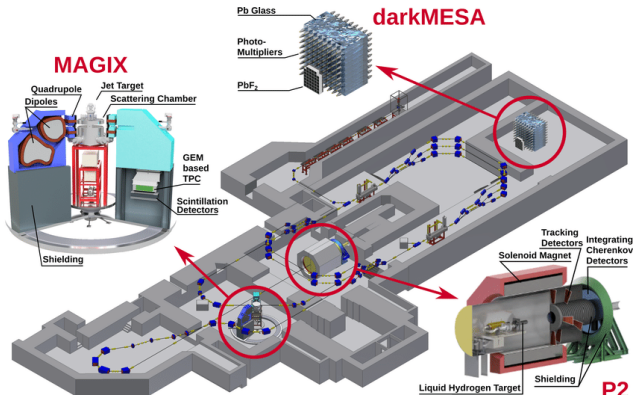 Pb Glass
darkMESA
Photo-
Multipliers
PbF2
MAGIX
Quadrupole
Jet Target
Dipoles
Scattering Chamber
GEM
based
TPC
Scintillation
Detectors
Shielding
Tracking
Detectors
Integrating
Cherenkov
Detectors
Solenoid Magnet
Liquid Hydrogen Target
Shielding
P2